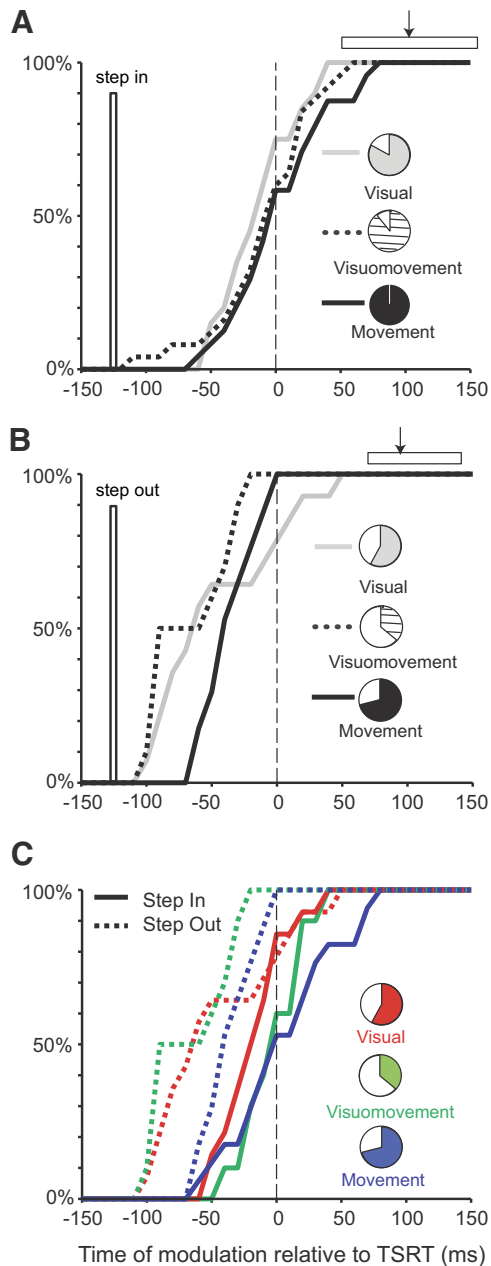 A
step in
100%
50%
0%
Visual
Visuomovement
Movement
-150 -100 -50 0 50 100 150
B
step out
100%
50%
0%
Visual
Visuomovement
Movement
-150 -100 -50 0 50 100 150
C
100%
50%
0%
Step In
Step Out
Visual
Visuomovement
Movement
-150 -100 -50 0 50 100 150
Time of modulation relative to TSRT (ms)